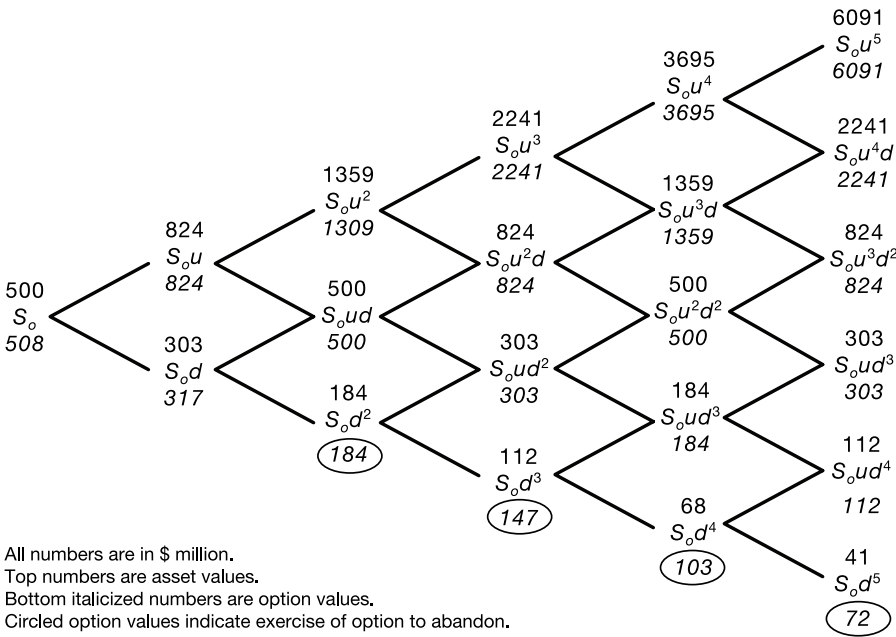 6091
Sₒu⁵
6091
3695
Sₒu⁴
3695
2241
Sₒu³
2241
2241
Sₒu⁴d
2241
1359
Sₒu²
1309
1359
Sₒu³d
1359
824
Sₒu
824
824
Sₒu²d
824
824
Sₒu³d²
824
500
Sₒ
508
500
Sₒud
500
500
Sₒu²d²
500
303
Sₒd
317
303
Sₒud²
303
303
Sₒud³
303
184
Sₒd²
184
184
Sₒud³
184
112
Sₒd³
147
112
Sₒud⁴
112
68
Sₒd⁴
103
41
Sₒd⁵
72
All numbers are in $ million.
Top numbers are asset values.
Bottom italicized numbers are option values.
Circled option values indicate exercise of option to abandon.